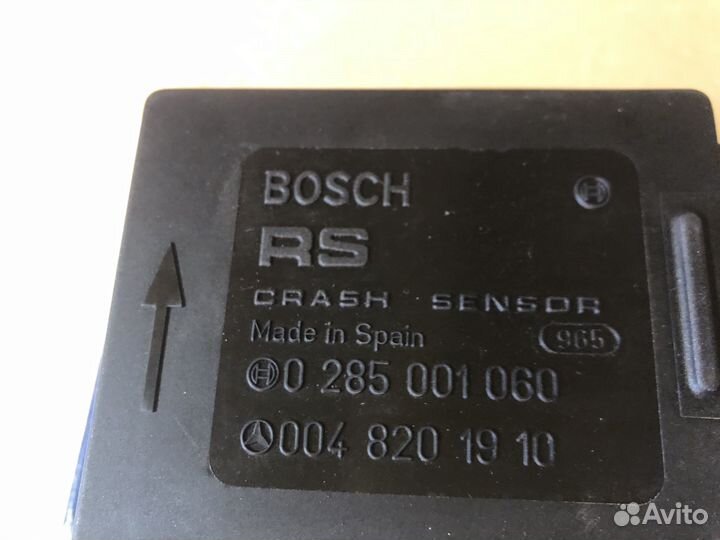 BOSCH
RS
CRASH SENSOR
Made in Spain 965
0 285 001 060
004 820 19 10
Avito